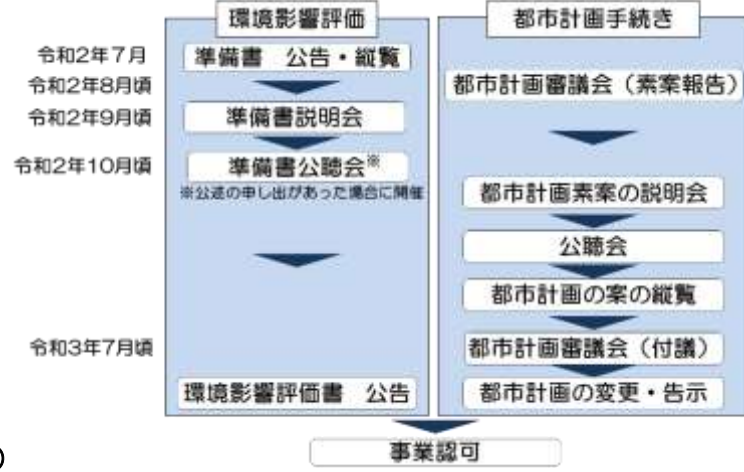 環境影響評価
都市計画手続き
令和2年7月
準備書 公告・縦覧
令和2年8月頃
都市計画審議会（素案報告）
令和2年9月頃
準備書説明会
令和2年10月頃
準備書公聴会※
※公述の申し出があった場合に開催
都市計画素案の説明会
公聴会
都市計画の案の縦覧
令和3年7月頃
都市計画審議会（付議）
環境影響評価書 公告
都市計画の変更・告示
事業認可
)